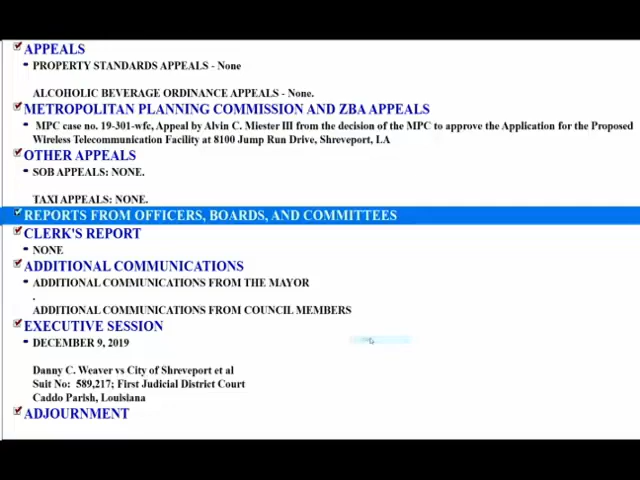 APPEALS
PROPERTY STANDARDS APPEALS - None
ALCOHOLIC BEVERAGE ORDINANCE APPEALS - None.
METROPOLITAN PLANNING COMMISSION AND ZBA APPEALS
MPC case no. 19-301-wfc, Appeal by Alvin C. Miester III from the decision of the MPC to approve the Application for the Proposed
Wireless Telecommunication Facility at 8100 Jump Run Drive, Shreveport, LA
OTHER APPEALS
SOB APPEALS: NONE.
TAXI APPEALS: NONE.
REPORTS FROM OFFICERS, BOARDS, AND COMMITTEES
CLERK'S REPORT
NONE
ADDITIONAL COMMUNICATIONS
ADDITIONAL COMMUNICATIONS FROM THE MAYOR
.
ADDITIONAL COMMUNICATIONS FROM COUNCIL MEMBERS
EXECUTIVE SESSION
DECEMBER 9, 2019
Danny C. Weaver vs City of Shreveport et al
Suit No: 589,217; First Judicial District Court
Caddo Parish, Louisiana
ADJOURNMENT